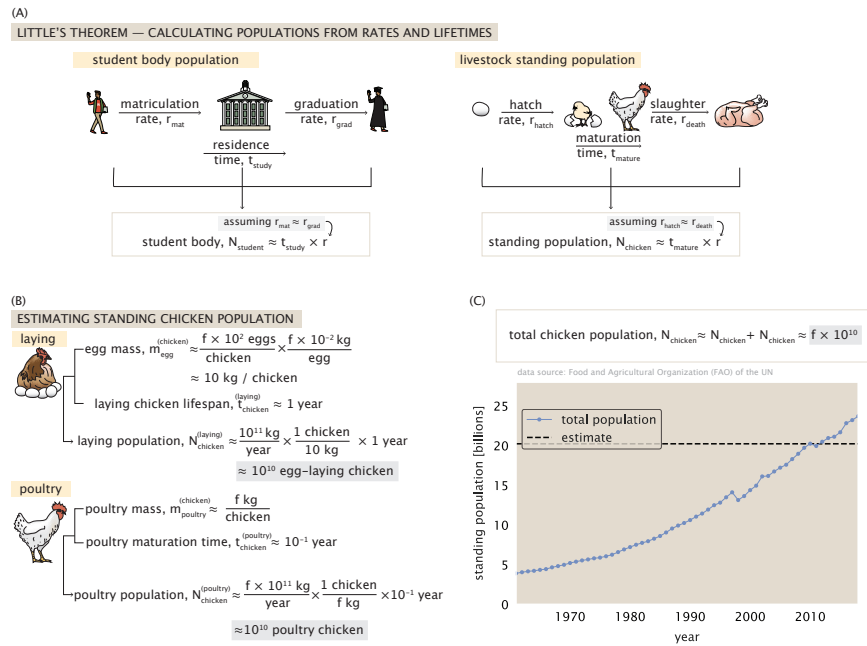 (A)
LITTLE'S THEOREM — CALCULATING POPULATIONS FROM RATES AND LIFETIMES
student body population
matriculation
rate, r_mat
graduation
rate, r_grad
residence
time, t_study
assuming r_mat ≈ r_grad
student body, N_student ≈ t_study × r
livestock standing population
hatch
rate, r_hatch
maturation
time, t_mature
slaughter
rate, r_death
assuming r_hatch ≈ r_death
standing population, N_chicken ≈ t_mature × r
(B)
ESTIMATING STANDING CHICKEN POPULATION
laying
egg mass, m_egg^(chicken) ≈ f × 10² eggs / chicken × f × 10⁻² kg / egg
≈ 10 kg / chicken
laying chicken lifespan, t_chicken^(laying) ≈ 1 year
laying population, N_chicken^(laying) ≈ 10¹¹ kg / year × 1 chicken / 10 kg × 1 year
≈ 10¹⁰ egg-laying chicken
poultry
poultry mass, m_poultry^(chicken) ≈ f kg / chicken
poultry maturation time, t_chicken^(poultry) ≈ 10⁻¹ year
poultry population, N_chicken^(poultry) ≈ f × 10¹¹ kg / year × 1 chicken / f kg × 10⁻¹ year
≈10¹⁰ poultry chicken
(C)
total chicken population, N_chicken ≈ N_chicken + N_chicken ≈ f × 10¹⁰
data source: Food and Agricultural Organization (FAO) of the UN
standing population [billions]
25
20
15
10
5
0
total population
estimate
1970
1980
1990
2000
2010
year